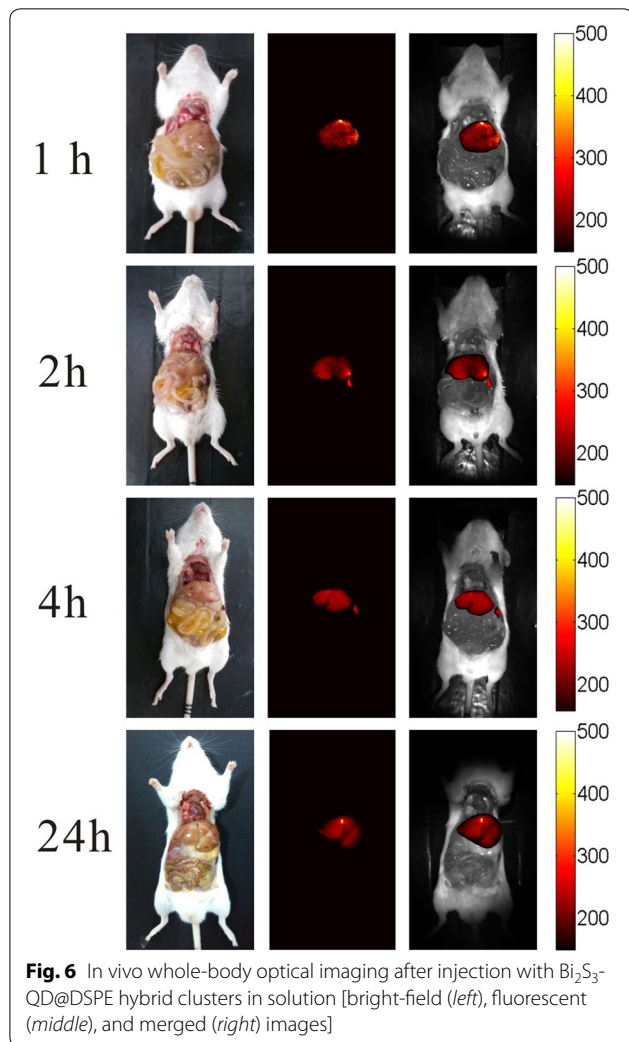 1 h
500
400
300
200
2h
500
400
300
200
4h
500
400
300
200
24h
500
400
300
200
Fig. 6 In vivo whole-body optical imaging after injection with Bi₂S₃-
QD@DSPE hybrid clusters in solution [bright-field (left), fluorescent
(middle), and merged (right) images]